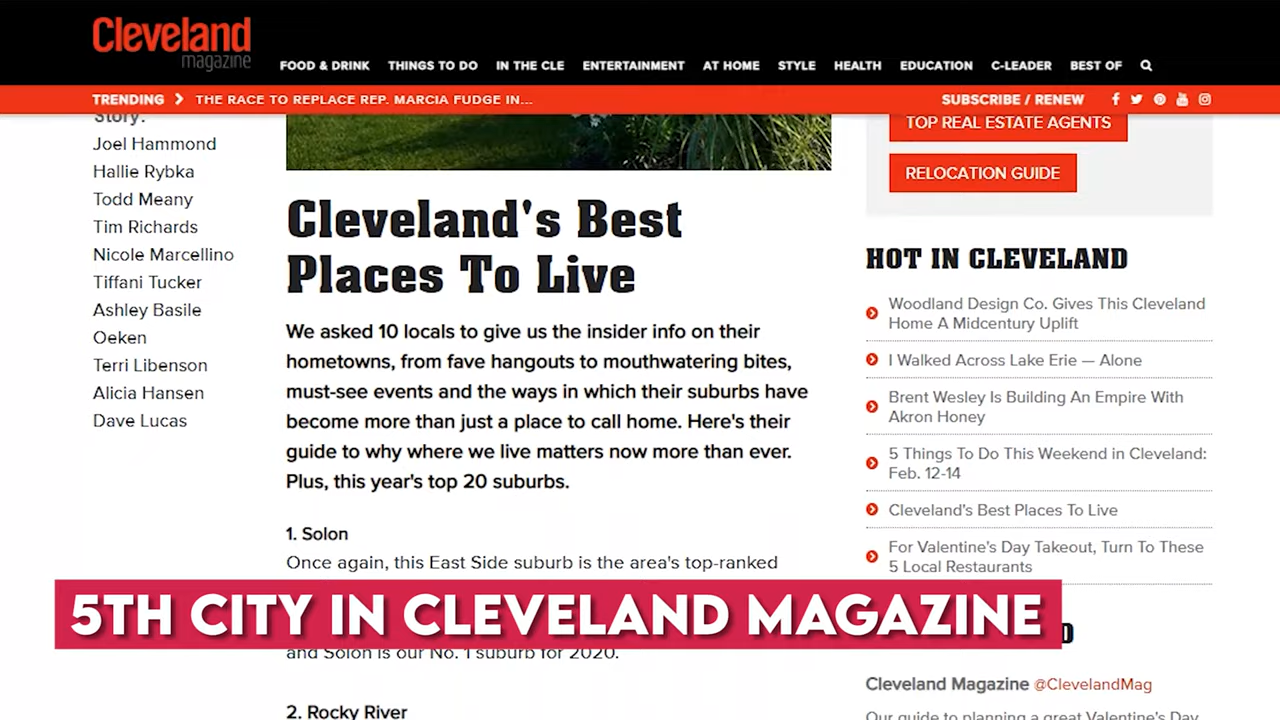 Cleveland
magazine
FOOD & DRINK THINGS TO DO IN THE CLE ENTERTAINMENT AT HOME STYLE HEALTH EDUCATION C-LEADER BEST OF
TRENDING THE RACE TO REPLACE REP. MARCIA FUDGE IN...
SUBSCRIBE / RENEW
Story:
Joel Hammond
Hallie Rybka
Todd Meany
Tim Richards
Nicole Marcellino
Tiffani Tucker
Ashley Basile
Oeken
Terri Libenson
Alicia Hansen
Dave Lucas
Cleveland's Best
Places To Live
We asked 10 locals to give us the insider info on their
hometowns, from fave hangouts to mouthwatering bites,
must-see events and the ways in which their suburbs have
become more than just a place to call home. Here's their
guide to why where we live matters now more than ever.
Plus, this year's top 20 suburbs.
1. Solon
Once again, this East Side suburb is the area's top-ranked
5TH CITY IN CLEVELAND MAGAZINE
and Solon is our No. 1 suburb for 2020.
2. Rocky River
TOP REAL ESTATE AGENTS
RELOCATION GUIDE
HOT IN CLEVELAND
Woodland Design Co. Gives This Cleveland
Home A Midcentury Uplift
I Walked Across Lake Erie — Alone
Brent Wesley Is Building An Empire With
Akron Honey
5 Things To Do This Weekend in Cleveland:
Feb. 12-14
Cleveland's Best Places To Live
For Valentine's Day Takeout, Turn To These
5 Local Restaurants
Cleveland Magazine @ClevelandMag
Our guide to planning a great Valentine's Day